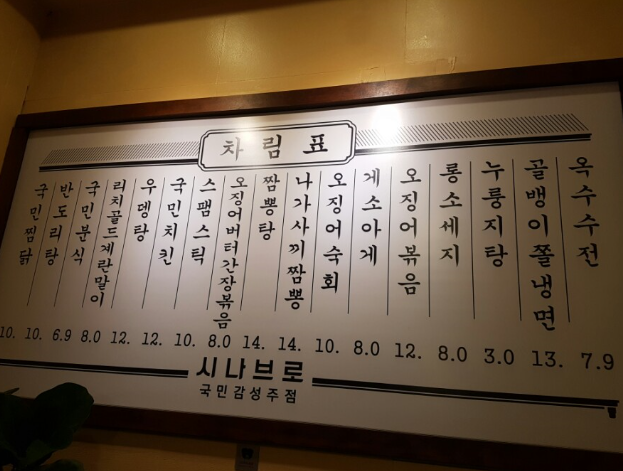 차림표
국민찜닭
반도리탕
국민분식
리치골드계란말이
우뎅탕
국민치킨
스팸스틱
오징어버터간장볶음
짬뽕탕
나가사끼짬뽕
오징어숙회
게소아게
오징어볶음
롱소세지
누룽지탕
골뱅이쫄냉면
옥수수전
10. 10. 6.9 8.0 12. 12. 10. 8.0 14. 14. 10. 8.0 12. 8.0 3.0 13. 7.9
시나브로
국민감성주점